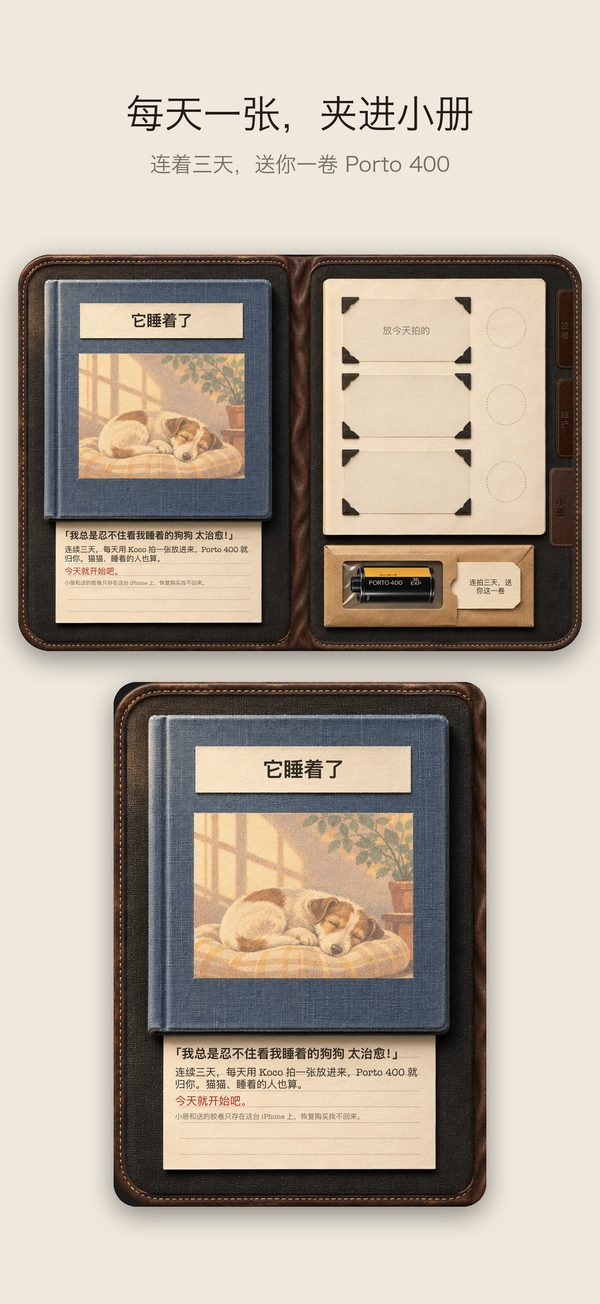 每天一张，夹进小册
连着三天，送你一卷 Porto 400
它睡着了
「我总是忍不住看我睡着的狗狗 太治愈！」
连续三天，每天用 Koco 拍一张放进来，Porto 400 就
归你。猫猫、睡着的人也算。
今天就开始吧。
小册和送的胶卷只存在这台 iPhone 上，恢复购买找不回来。
放今天拍的
小册
PORTO 400
36
EXP
连拍三天，送
你这一卷
它睡着了
「我总是忍不住看我睡着的狗狗 太治愈！」
连续三天，每天用 Koco 拍一张放进来，Porto 400 就
归你。猫猫、睡着的人也算。
今天就开始吧。
小册和送的胶卷只存在这台 iPhone 上，恢复购买找不回来。